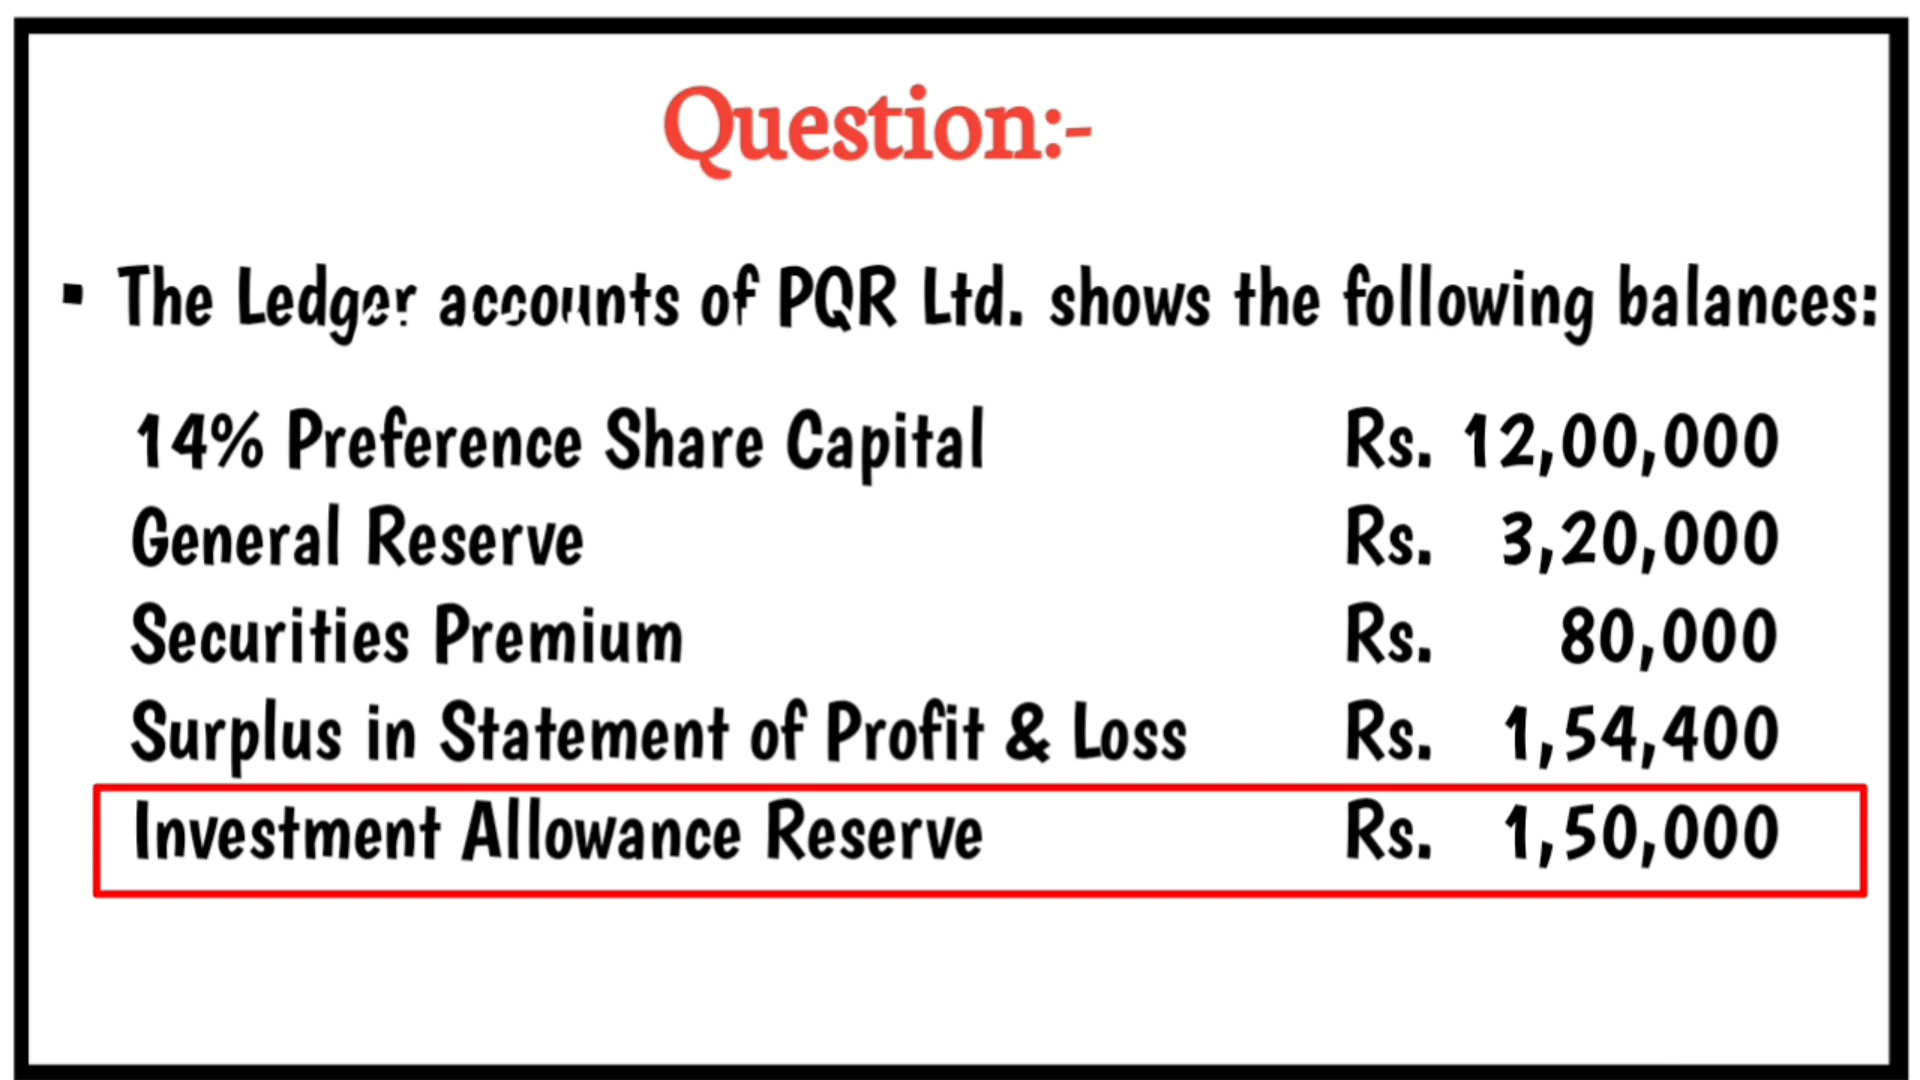 Question:-
▪ The Ledger accounts of PQR Ltd. shows the following balances:
14% Preference Share Capital Rs. 12,00,000
General Reserve Rs. 3,20,000
Securities Premium Rs. 80,000
Surplus in Statement of Profit & Loss Rs. 1,54,400
Investment Allowance Reserve Rs. 1,50,000